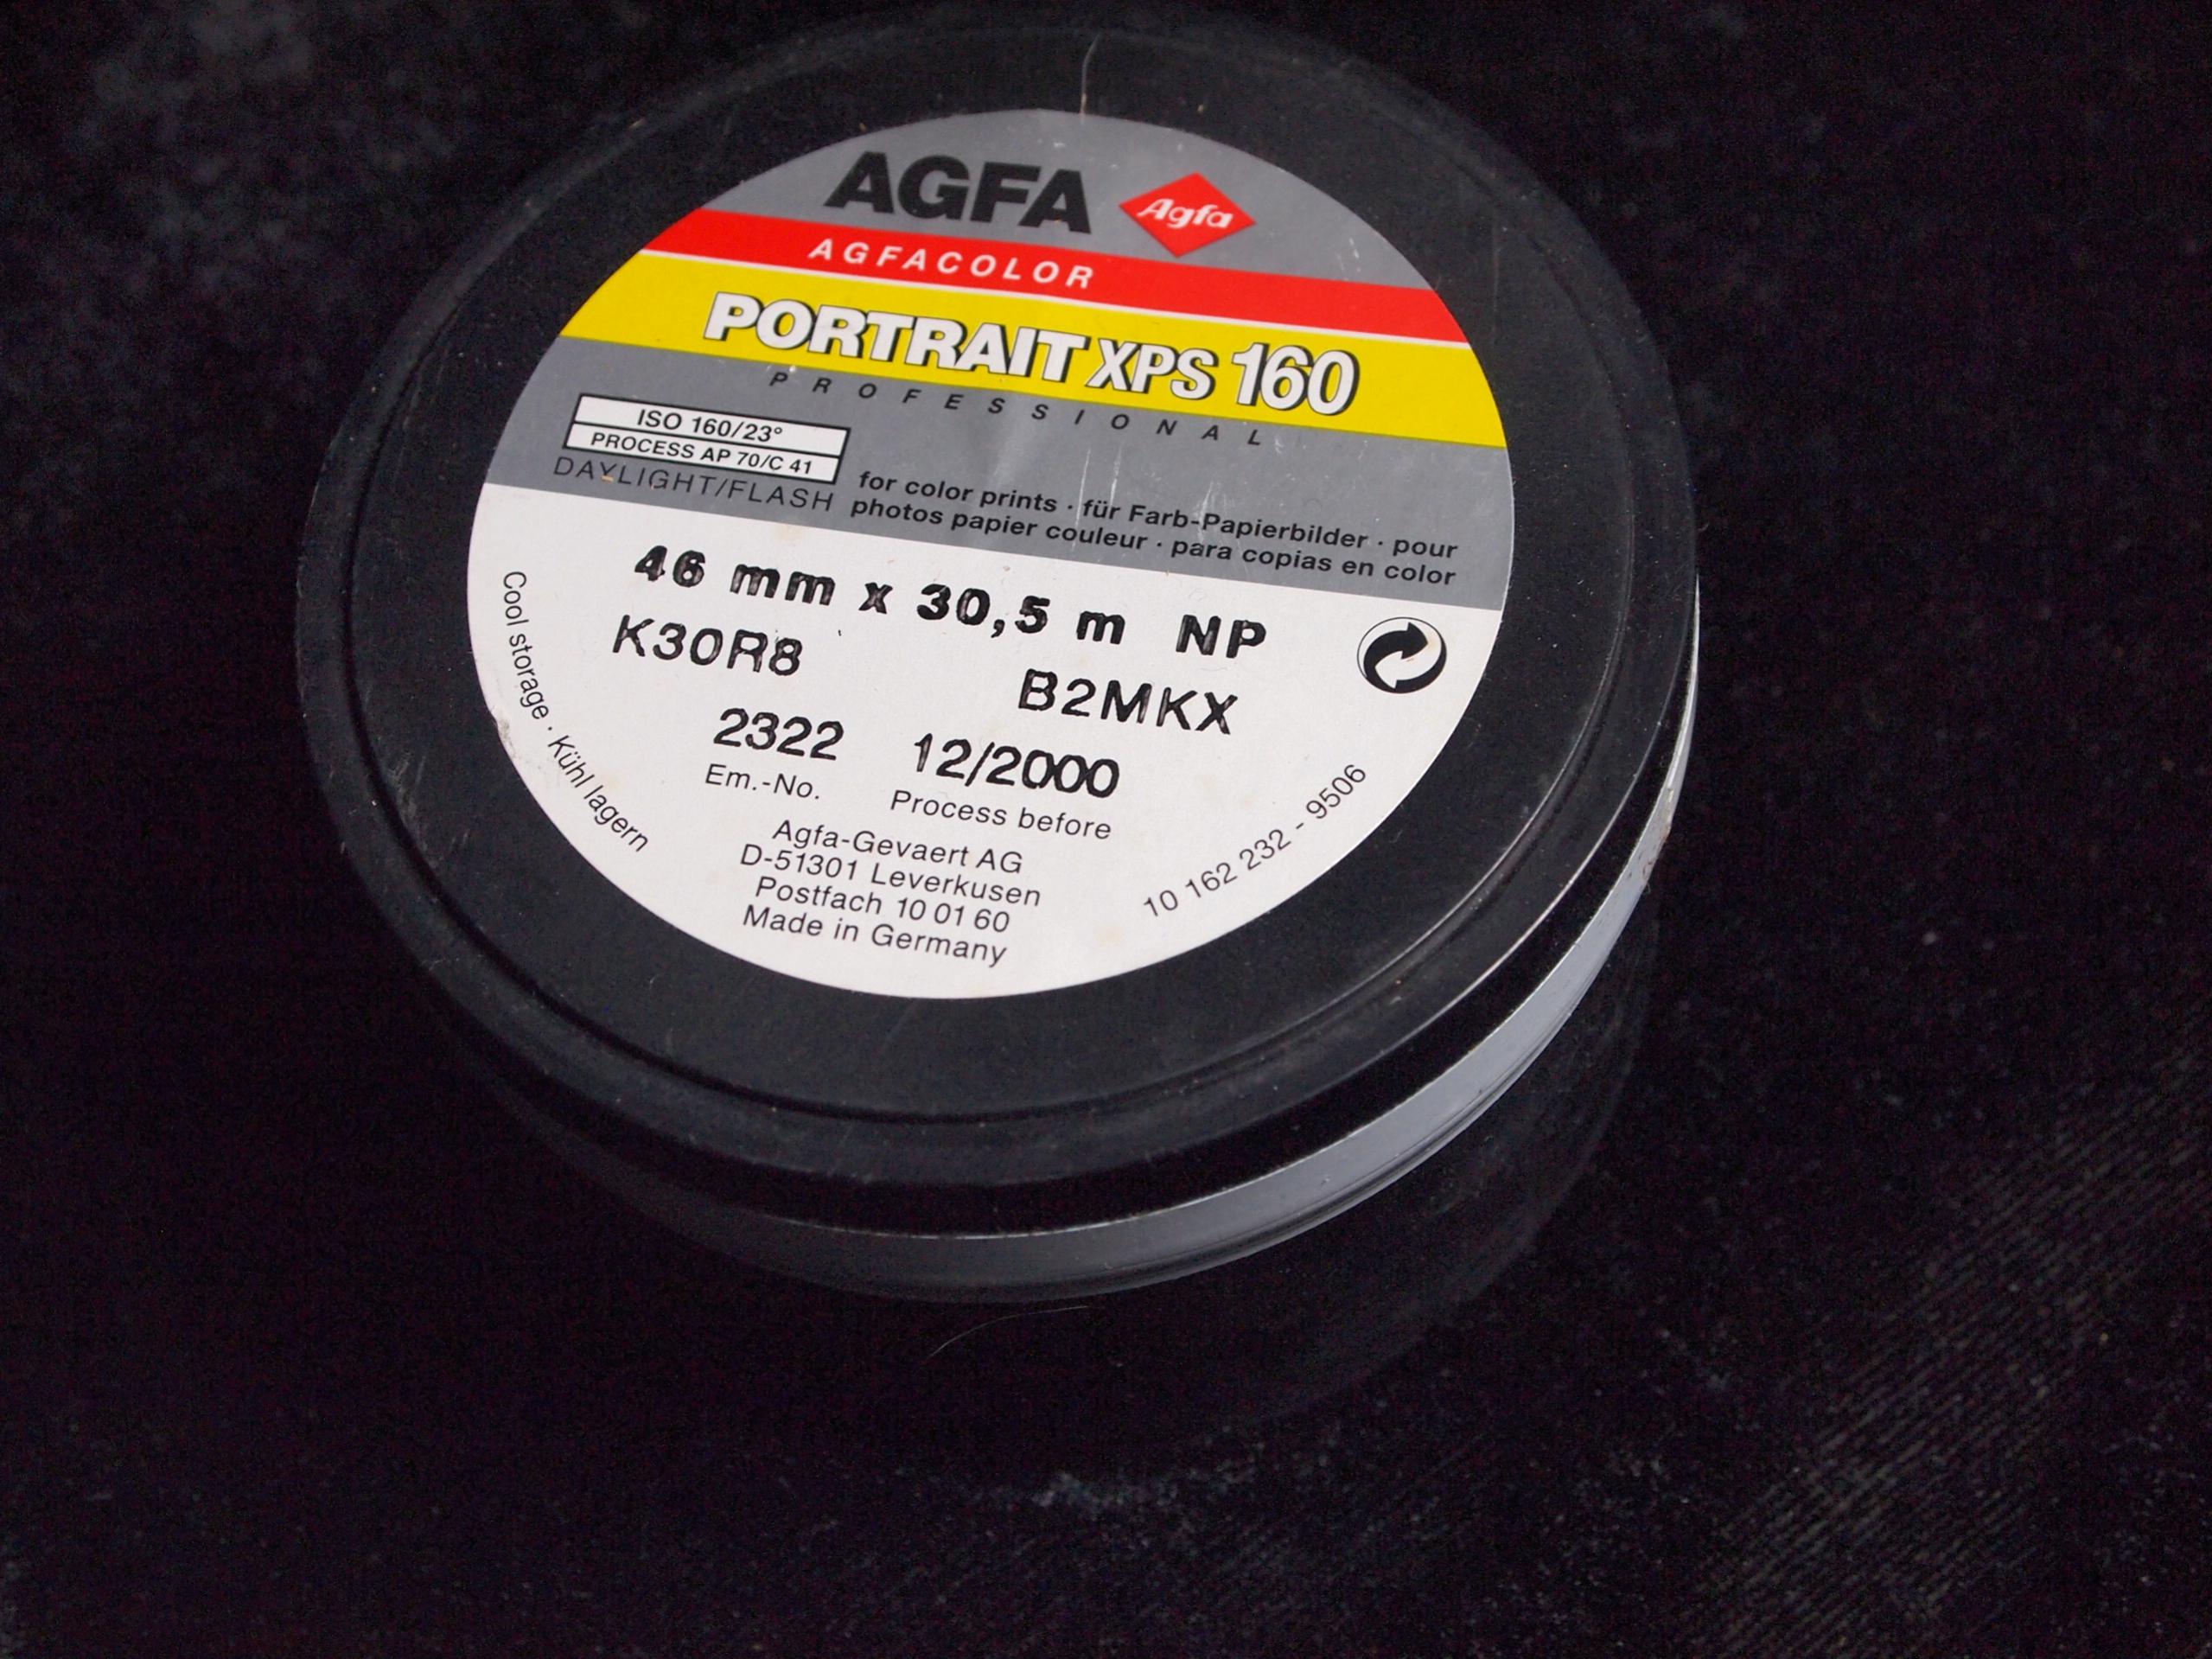 AGFA Agfa
AGFACOLOR
PORTRAIT XPS 160
PROFESSIONAL
ISO 160/23°
PROCESS AP 70/C 41
DAYLIGHT/FLASH
for color prints · für Farb-Papierbilder · pour
photos papier couleur · para copias en color
46 mm x 30,5 m NP
K30R8
B2MKX
2322 12/2000
Em.-No. Process before
Agfa-Gevaert AG
D-51301 Leverkusen
Postfach 10 01 60
Made in Germany
Cool storage · Kühl lagern
10 162 232 - 9506